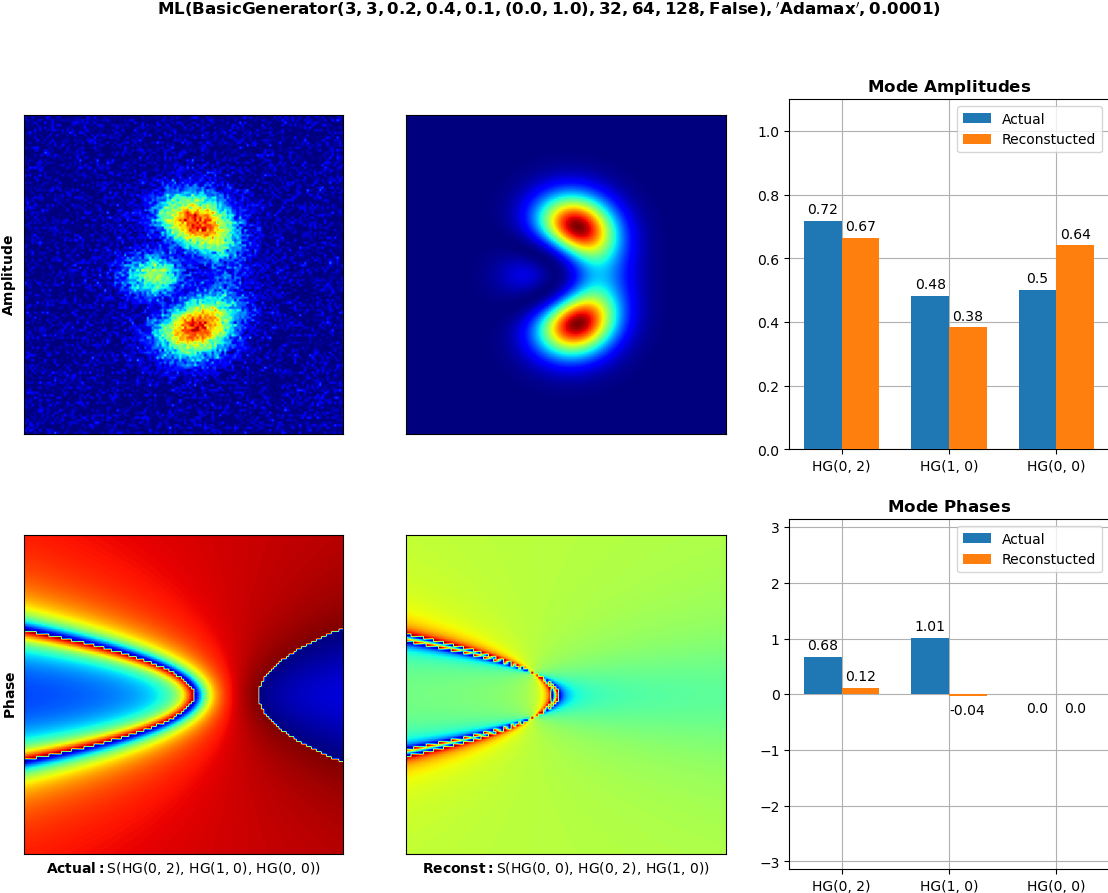 ML(BasicGenerator(3, 3, 0.2, 0.4, 0.1, (0.0, 1.0), 32, 64, 128, False), ′Adamax′, 0.0001)
Amplitude
Mode Amplitudes
Actual
Reconstucted
1.0
0.8
0.6
0.4
0.2
0.0
0.72
0.67
0.48
0.38
0.5
0.64
HG(0, 2)
HG(1, 0)
HG(0, 0)
Phase
Actual: S(HG(0, 2), HG(1, 0), HG(0, 0))
Reconst: S(HG(0, 0), HG(0, 2), HG(1, 0))
Mode Phases
Actual
Reconstucted
3
2
1
0
−1
−2
−3
0.68
0.12
1.01
-0.04
0.0
0.0
HG(0, 2)
HG(1, 0)
HG(0, 0)